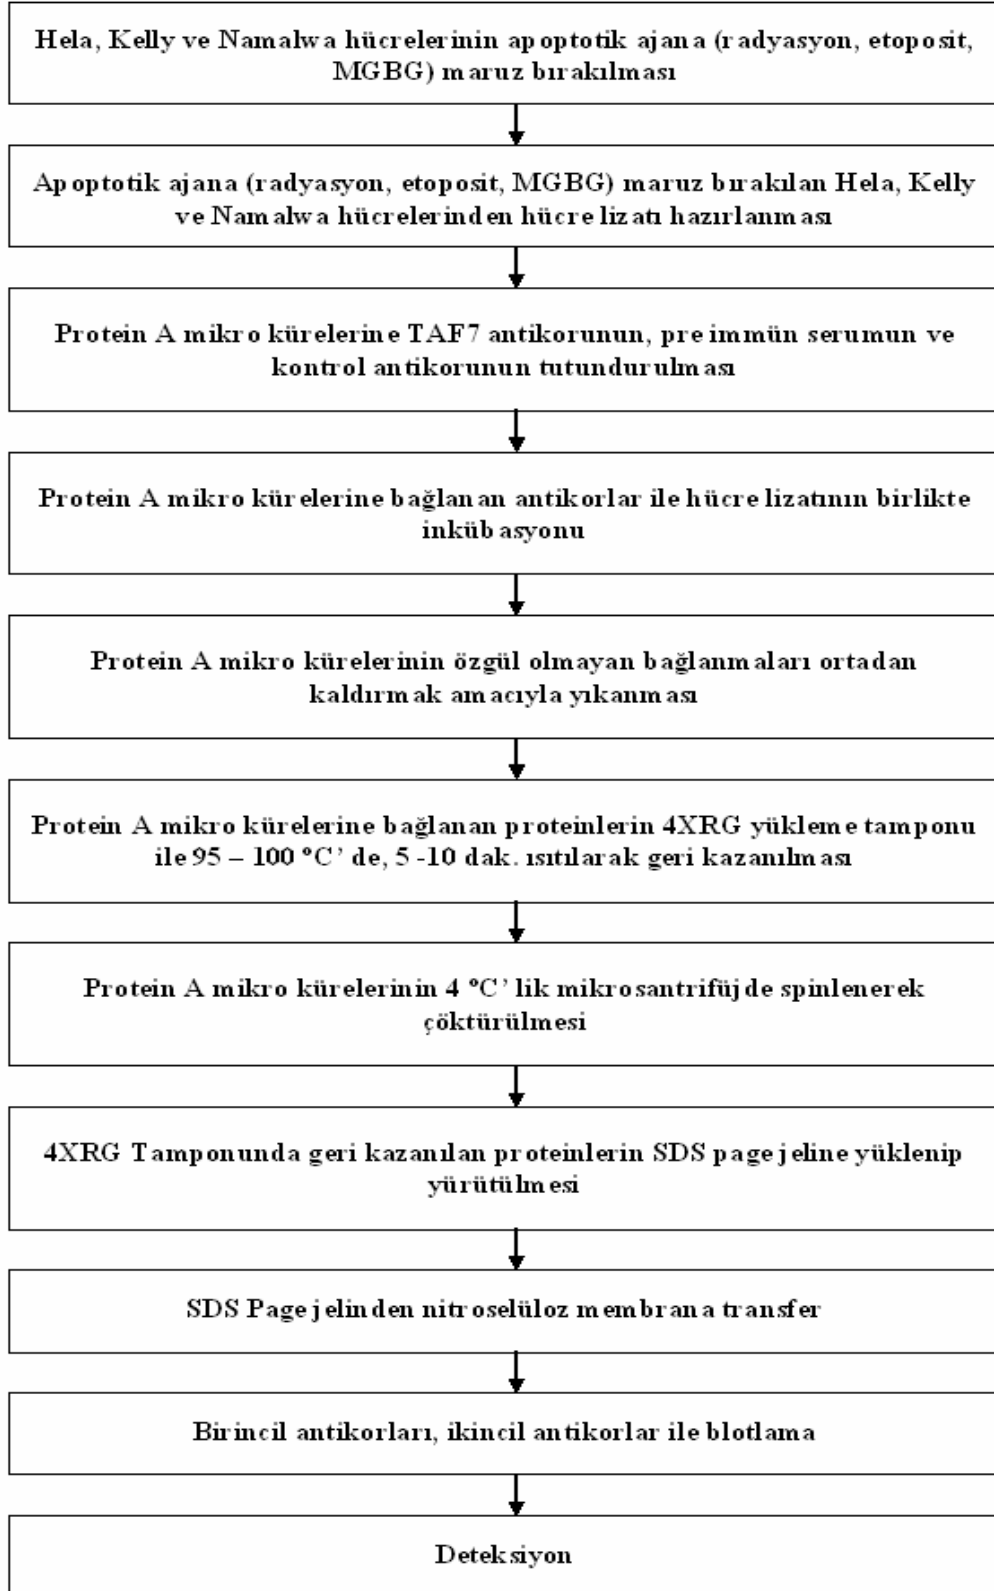 Hela, Kelly ve Namalwa hücrelerinin apoptotik ajana (radyasyon, etoposit,
MGBG) maruz bırakılması
Apoptotik ajana (radyasyon, etoposit, MGBG) maruz bırakılan Hela, Kelly
ve Namalwa hücrelerinden hücre lizatı hazırlanması
Protein A mikro kürelerine TAF7 antikorunun, pre immün serumun ve
kontrol antikorunun tutundurulması
Protein A mikro kürelerine bağlanan antikorlar ile hücre lizatının birlikte
inkübasyonu
Protein A mikro kürelerinin özgül olmayan bağlanmaları ortadan
kaldırmak amacıyla yıkanması
Protein A mikro kürelerine bağlanan proteinlerin 4XRG yükleme tamponu
ile 95 – 100 °C’ de, 5 -10 dak. ısıtılarak geri kazanılması
Protein A mikro kürelerinin 4 °C’ lik mikrosantrifüjde spinlenerek
çöktürülmesi
4XRG Tamponunda geri kazanılan proteinlerin SDS page jeline yüklenip
yürütülmesi
SDS Page jelinden nitroselüloz membrana transfer
Birincil antikorları, ikincil antikorlar ile blotlama
Deteksiyon